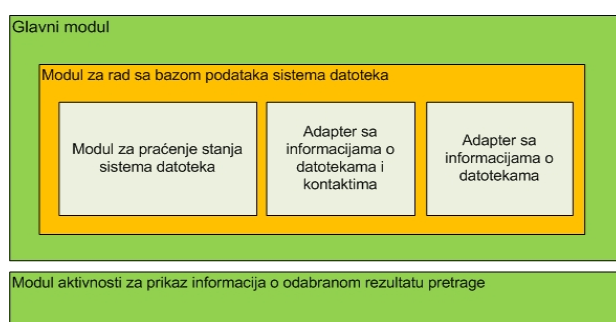 Glavni modul
Modul za rad sa bazom podataka sistema datoteka
Modul za praćenje stanja
sistema datoteka
Adapter sa
informacijama o
datotekama i
kontaktima
Adapter sa
informacijama o
datotekama
Modul aktivnosti za prikaz informacija o odabranom rezultatu pretrage